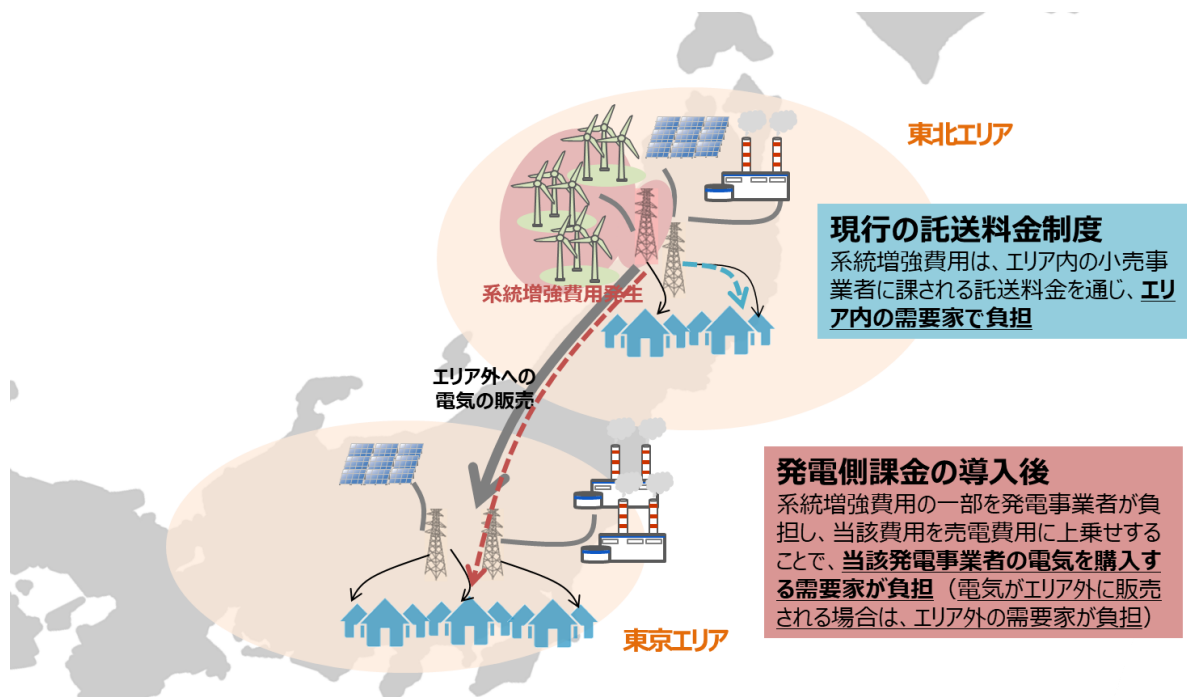 東北エリア
現行の託送料金制度
系統増強費用は、エリア内の小売事
業者に課される託送料金を通じ、エリ
ア内の需要家で負担
系統増強費用発生
エリア外への
電気の販売
発電側課金の導入後
系統増強費用の一部を発電事業者が負
担し、当該費用を売電費用に上乗せする
ことで、当該発電事業者の電気を購入す
る需要家が負担（電気がエリア外に販売
される場合は、エリア外の需要家が負担）
東京エリア